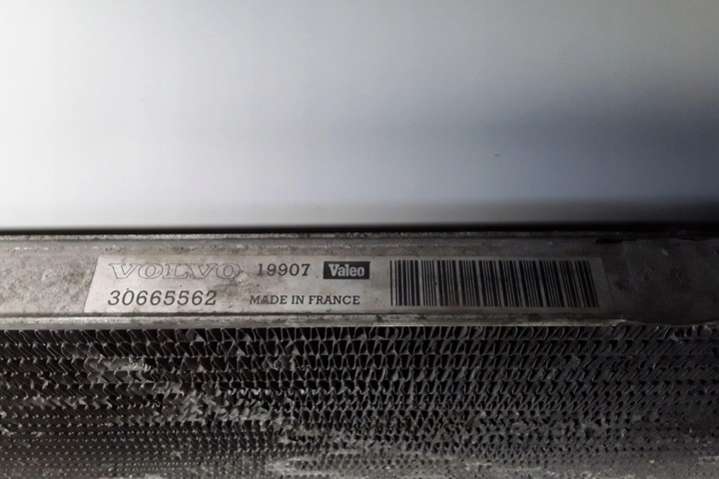 VOLVO 19907 Valeo
30665562 MADE IN FRANCE